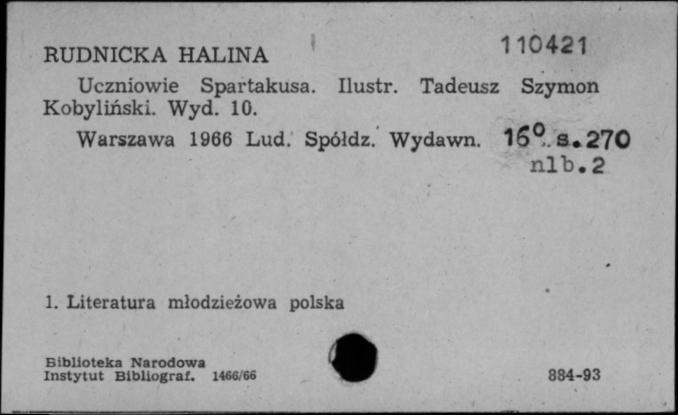 RUDNICKA HALINA 110421
Uczniowie Spartakusa. Ilustr. Tadeusz Szymon
Kobyliński. Wyd. 10.
Warszawa 1966 Lud. Spółdz. Wydawn. 16°. s. 270
nlb. 2
1. Literatura młodzieżowa polska
Biblioteka Narodowa
Instytut Bibliograf. 1466/66 884-93